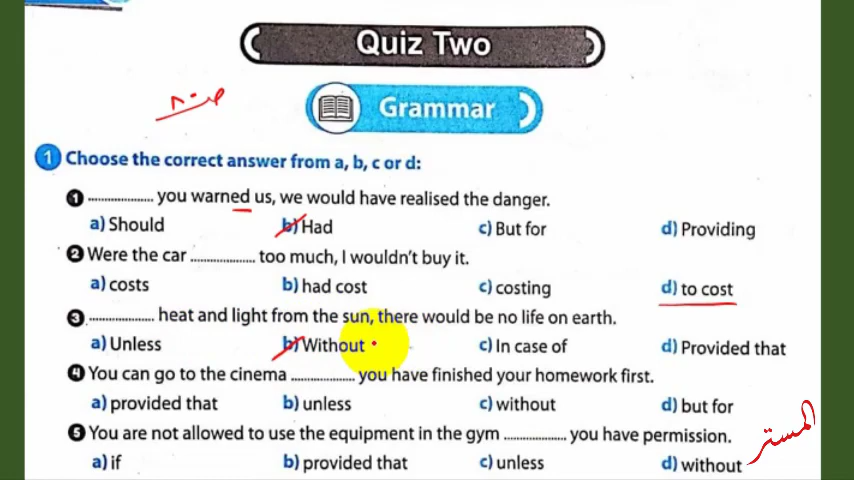 Quiz Two
Grammar
1 Choose the correct answer from a, b, c or d:
1 .................... you warned us, we would have realised the danger.
a) Should b) Had c) But for d) Providing
2 Were the car .................... too much, I wouldn't buy it.
a) costs b) had cost c) costing d) to cost
3 .................... heat and light from the sun, there would be no life on earth.
a) Unless b) Without c) In case of d) Provided that
4 You can go to the cinema .................... you have finished your homework first.
a) provided that b) unless c) without d) but for
5 You are not allowed to use the equipment in the gym .................... you have permission.
a) if b) provided that c) unless d) without
المستر